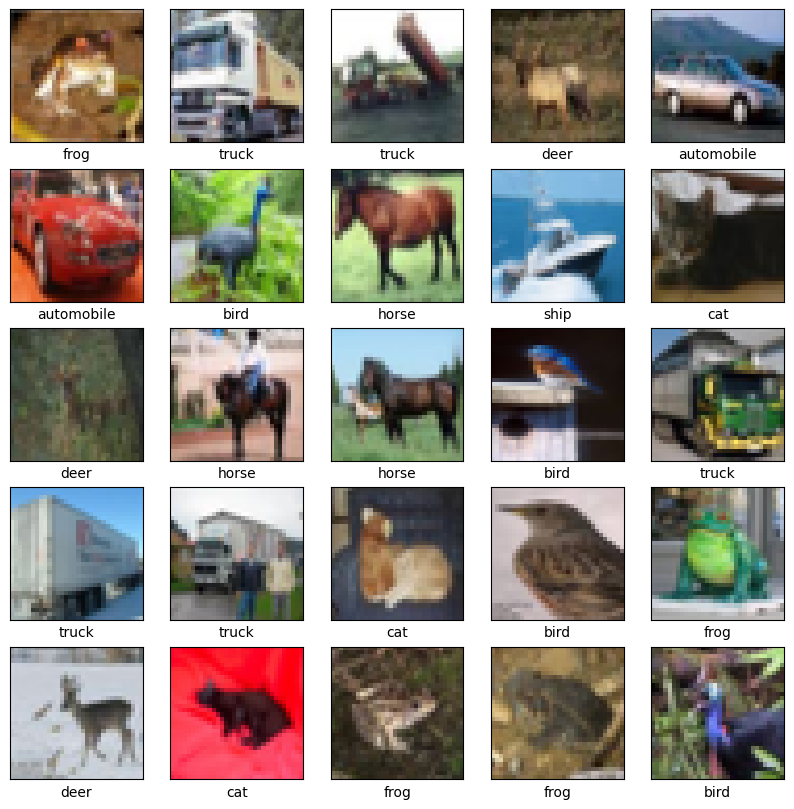 frog truck truck deer automobile
automobile bird horse ship cat
deer horse horse bird truck
truck truck cat bird frog
deer cat frog frog bird